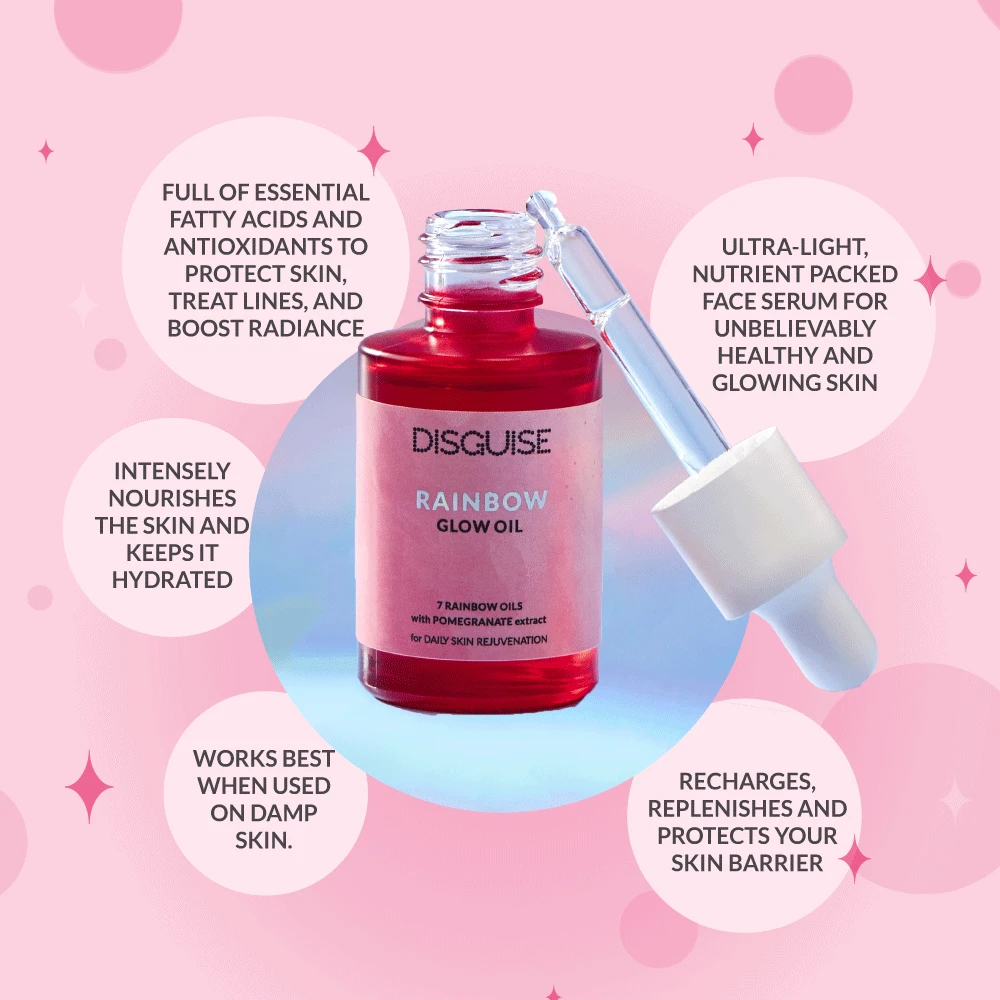 FULL OF ESSENTIAL
FATTY ACIDS AND
ANTIOXIDANTS TO
PROTECT SKIN,
TREAT LINES, AND
BOOST RADIANCE
ULTRA-LIGHT,
NUTRIENT PACKED
FACE SERUM FOR
UNBELIEVABLY
HEALTHY AND
GLOWING SKIN
INTENSELY
NOURISHES
THE SKIN AND
KEEPS IT
HYDRATED
DISGUISE
RAINBOW
GLOW OIL
7 RAINBOW OILS
with POMEGRANATE extract
for DAILY SKIN REJUVENATION
WORKS BEST
WHEN USED
ON DAMP
SKIN.
RECHARGES,
REPLENISHES AND
PROTECTS YOUR
SKIN BARRIER